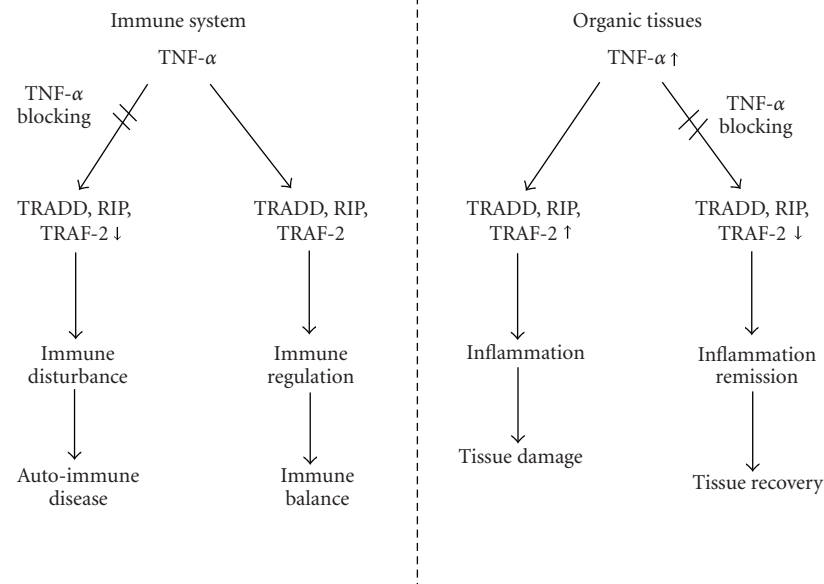 Immune system
TNF-α
TNF-α
blocking
TRADD, RIP,
TRAF-2 ↓
TRADD, RIP,
TRAF-2
Immune
disturbance
Immune
regulation
Auto-immune
disease
Immune
balance
Organic tissues
TNF-α ↑
TNF-α
blocking
TRADD, RIP,
TRAF-2 ↑
TRADD, RIP,
TRAF-2 ↓
Inflammation
Inflammation
remission
Tissue damage
Tissue recovery